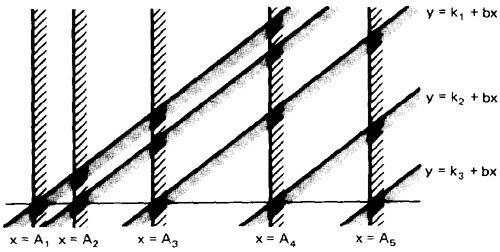 y = k₁ + bx
y = k₂ + bx
y = k₃ + bx
x = A₁ x = A₂ x = A₃ x = A₄ x = A₅